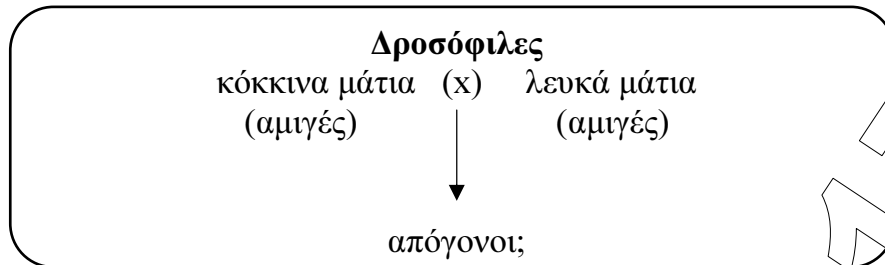 Δροσόφιλες
κόκκινα μάτια (x) λευκά μάτια
(αμιγές) (αμιγές)
απόγονοι;